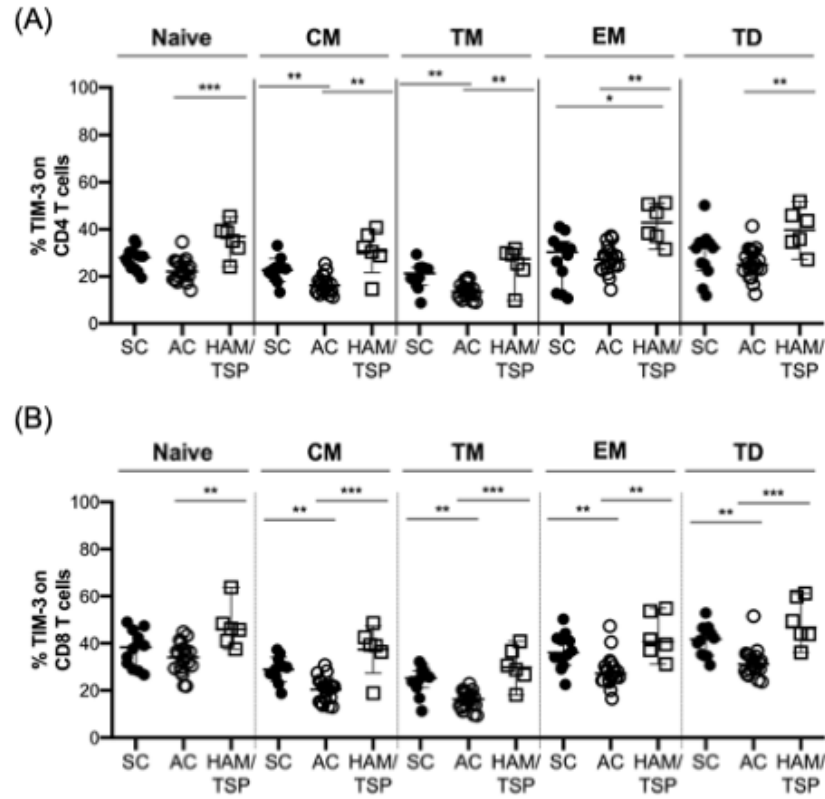 (A)
Naive CM TM EM TD
*** ** ** ** ** ** * **
100
80
60
40
20
0
% TIM-3 on
CD4 T cells
SC AC HAM/ SC AC HAM/ SC AC HAM/ SC AC HAM/ SC AC HAM/
TSP TSP TSP TSP TSP
(B)
Naive CM TM EM TD
** ** *** ** *** ** ** ** ***
100
80
60
40
20
0
% TIM-3 on
CD8 T cells
SC AC HAM/ SC AC HAM/ SC AC HAM/ SC AC HAM/ SC AC HAM/
TSP TSP TSP TSP TSP